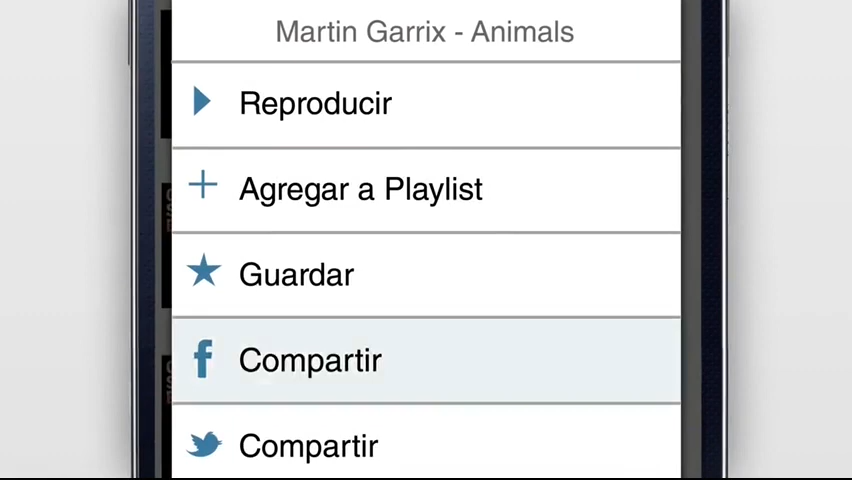 Martin Garrix - Animals
Reproducir
Agregar a Playlist
Guardar
Compartir
Compartir